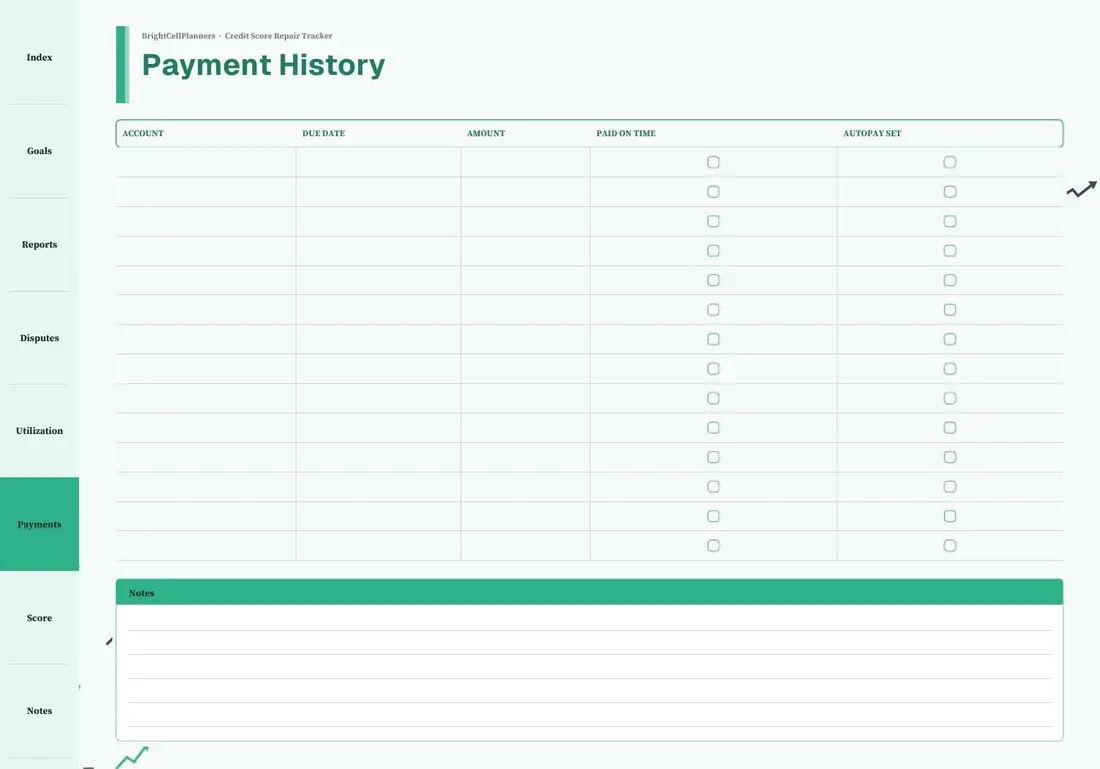 Index
Goals
Reports
Disputes
Utilization
Payments
Score
Notes
BrightCellPlanners · Credit Score Repair Tracker
Payment History
ACCOUNT DUE DATE AMOUNT PAID ON TIME AUTOPAY SET
Notes